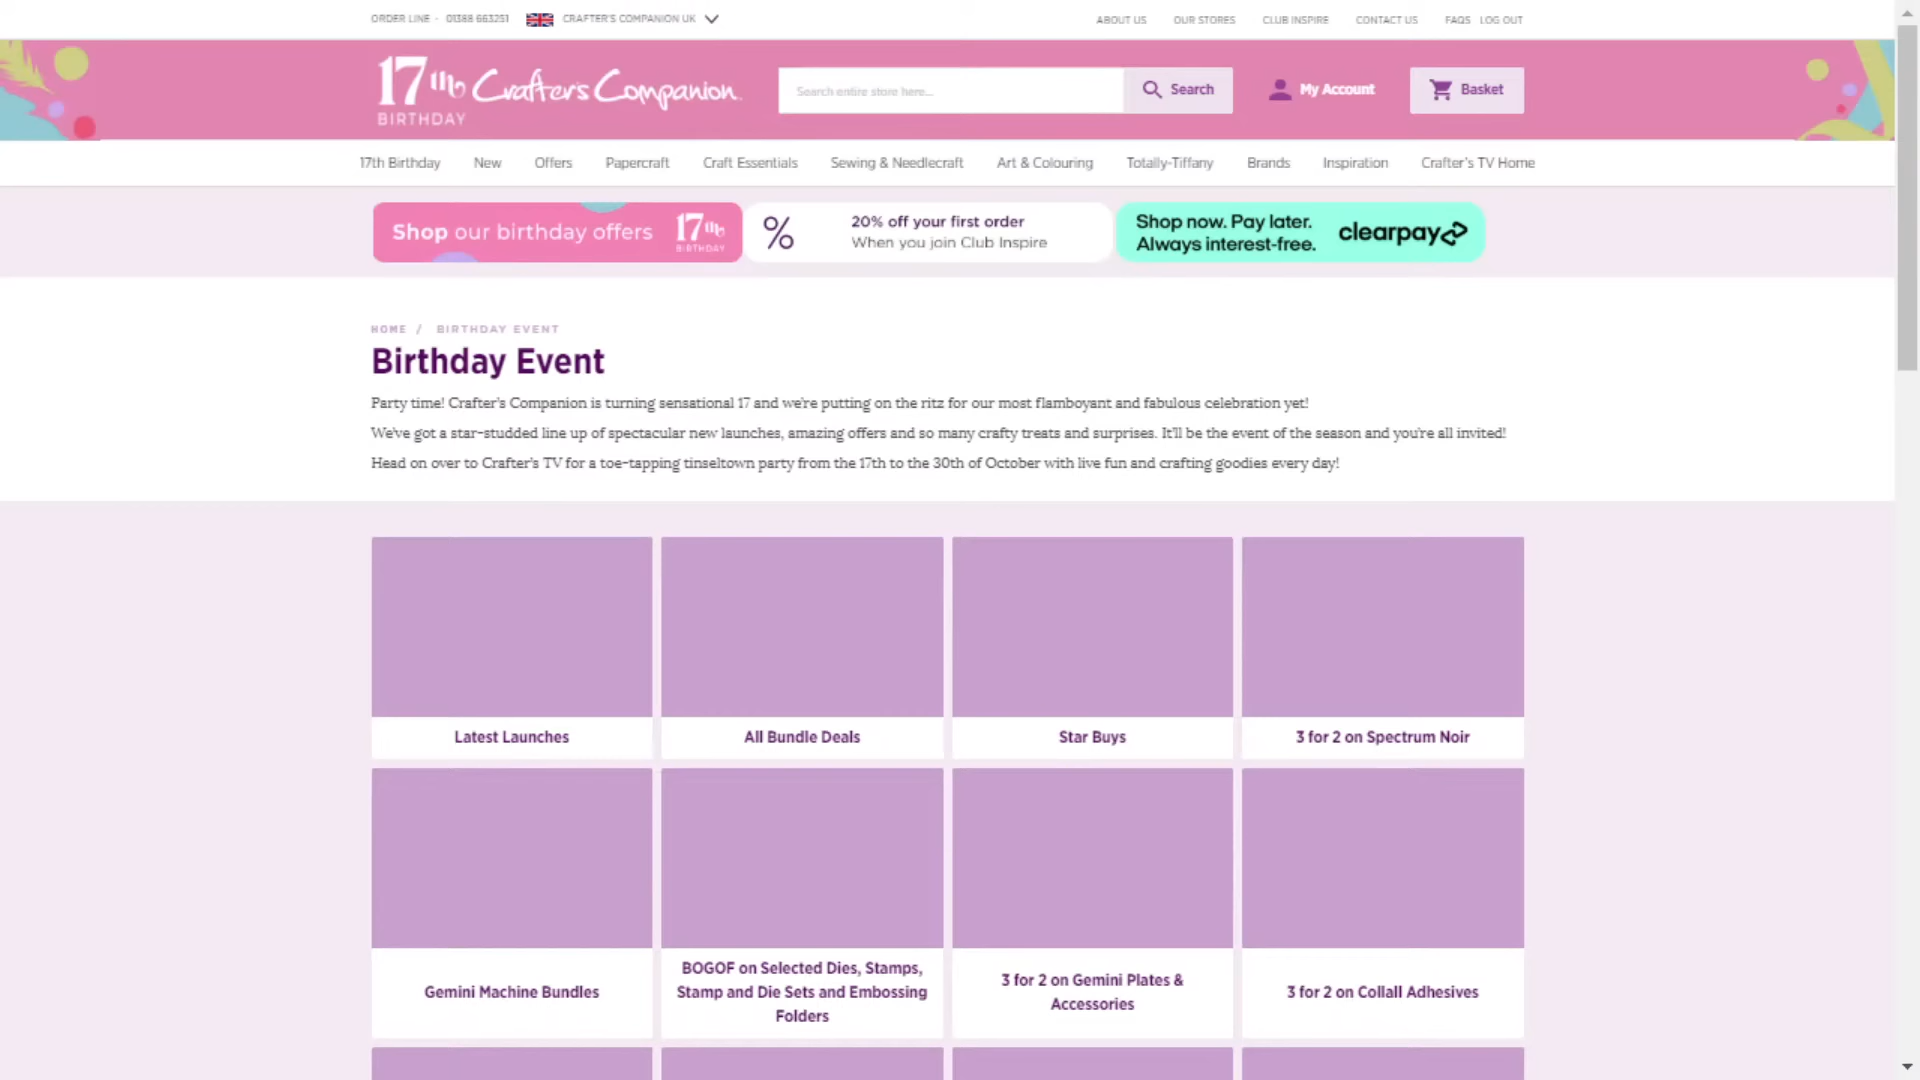 ORDER LINE - 01388 663251
CRAFTER'S COMPANION UK
ABOUT US
OUR STORES
CLUB INSPIRE
CONTACT US
FAQS
LOG OUT
17th Crafter's Companion.
BIRTHDAY
Search entire store here...
Search
My Account
Basket
17th Birthday
New
Offers
Papercraft
Craft Essentials
Sewing & Needlecraft
Art & Colouring
Totally-Tiffany
Brands
Inspiration
Crafter's TV Home
Shop our birthday offers
17th
BIRTHDAY
%
20% off your first order
When you join Club Inspire
Shop now. Pay later.
Always interest-free.
clearpay
HOME / BIRTHDAY EVENT
Birthday Event
Party time! Crafter's Companion is turning sensational 17 and we're putting on the ritz for our most flamboyant and fabulous celebration yet!
We've got a star-studded line up of spectacular new launches, amazing offers and so many crafty treats and surprises. It'll be the event of the season and you're all invited!
Head on over to Crafter's TV for a toe-tapping tinseltown party from the 17th to the 30th of October with live fun and crafting goodies every day!
Latest Launches
All Bundle Deals
Star Buys
3 for 2 on Spectrum Noir
Gemini Machine Bundles
BOGOF on Selected Dies, Stamps,
Stamp and Die Sets and Embossing
Folders
3 for 2 on Gemini Plates &
Accessories
3 for 2 on Collall Adhesives